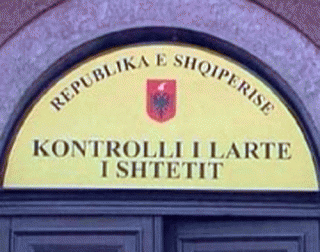 REPUBLIKA E SHQIPERISE
KONTROLLI I LARTE
I SHTETIT